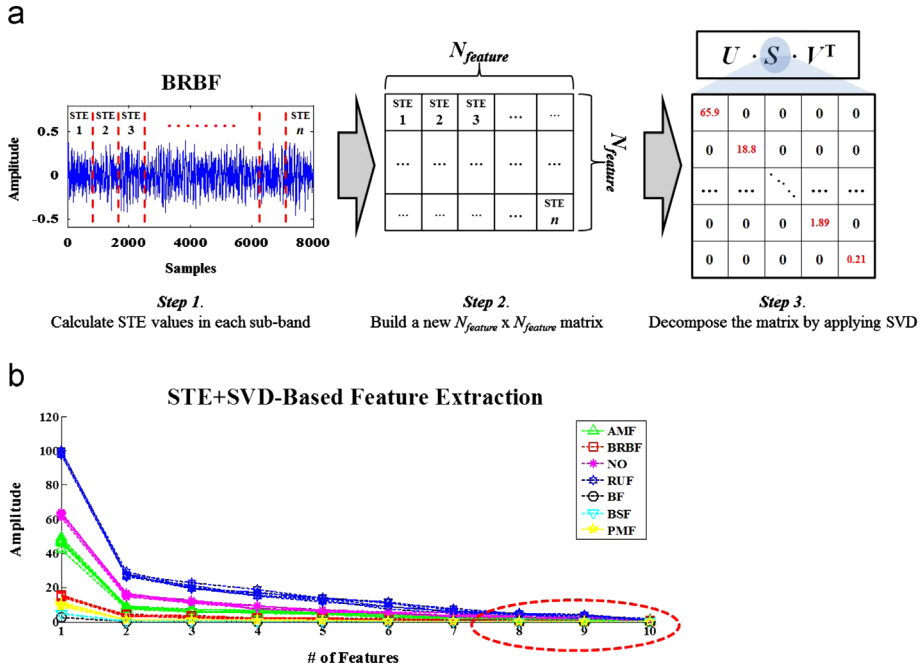 a
BRBF
STE 1
STE 2
STE 3
STE n
Amplitude
0.5
0
-0.5
0
2000
4000
6000
8000
Samples
Step 1.
Calculate STE values in each sub-band
N_feature
N_feature
STE 1
STE 2
STE 3
...
...
...
...
...
...
...
...
...
...
...
STE n
Step 2.
Build a new N_feature x N_feature matrix
U · S · V^T
65.9 0 0 0 0
0 18.8 0 0 0
... ... ⋱ ... ...
0 0 0 1.89 0
0 0 0 0 0.21
Step 3.
Decompose the matrix by applying SVD
b
STE+SVD-Based Feature Extraction
Amplitude
120
100
80
60
40
20
0
1 2 3 4 5 6 7 8 9 10
# of Features
AMF
BRBF
NO
RUF
BF
BSF
PMF